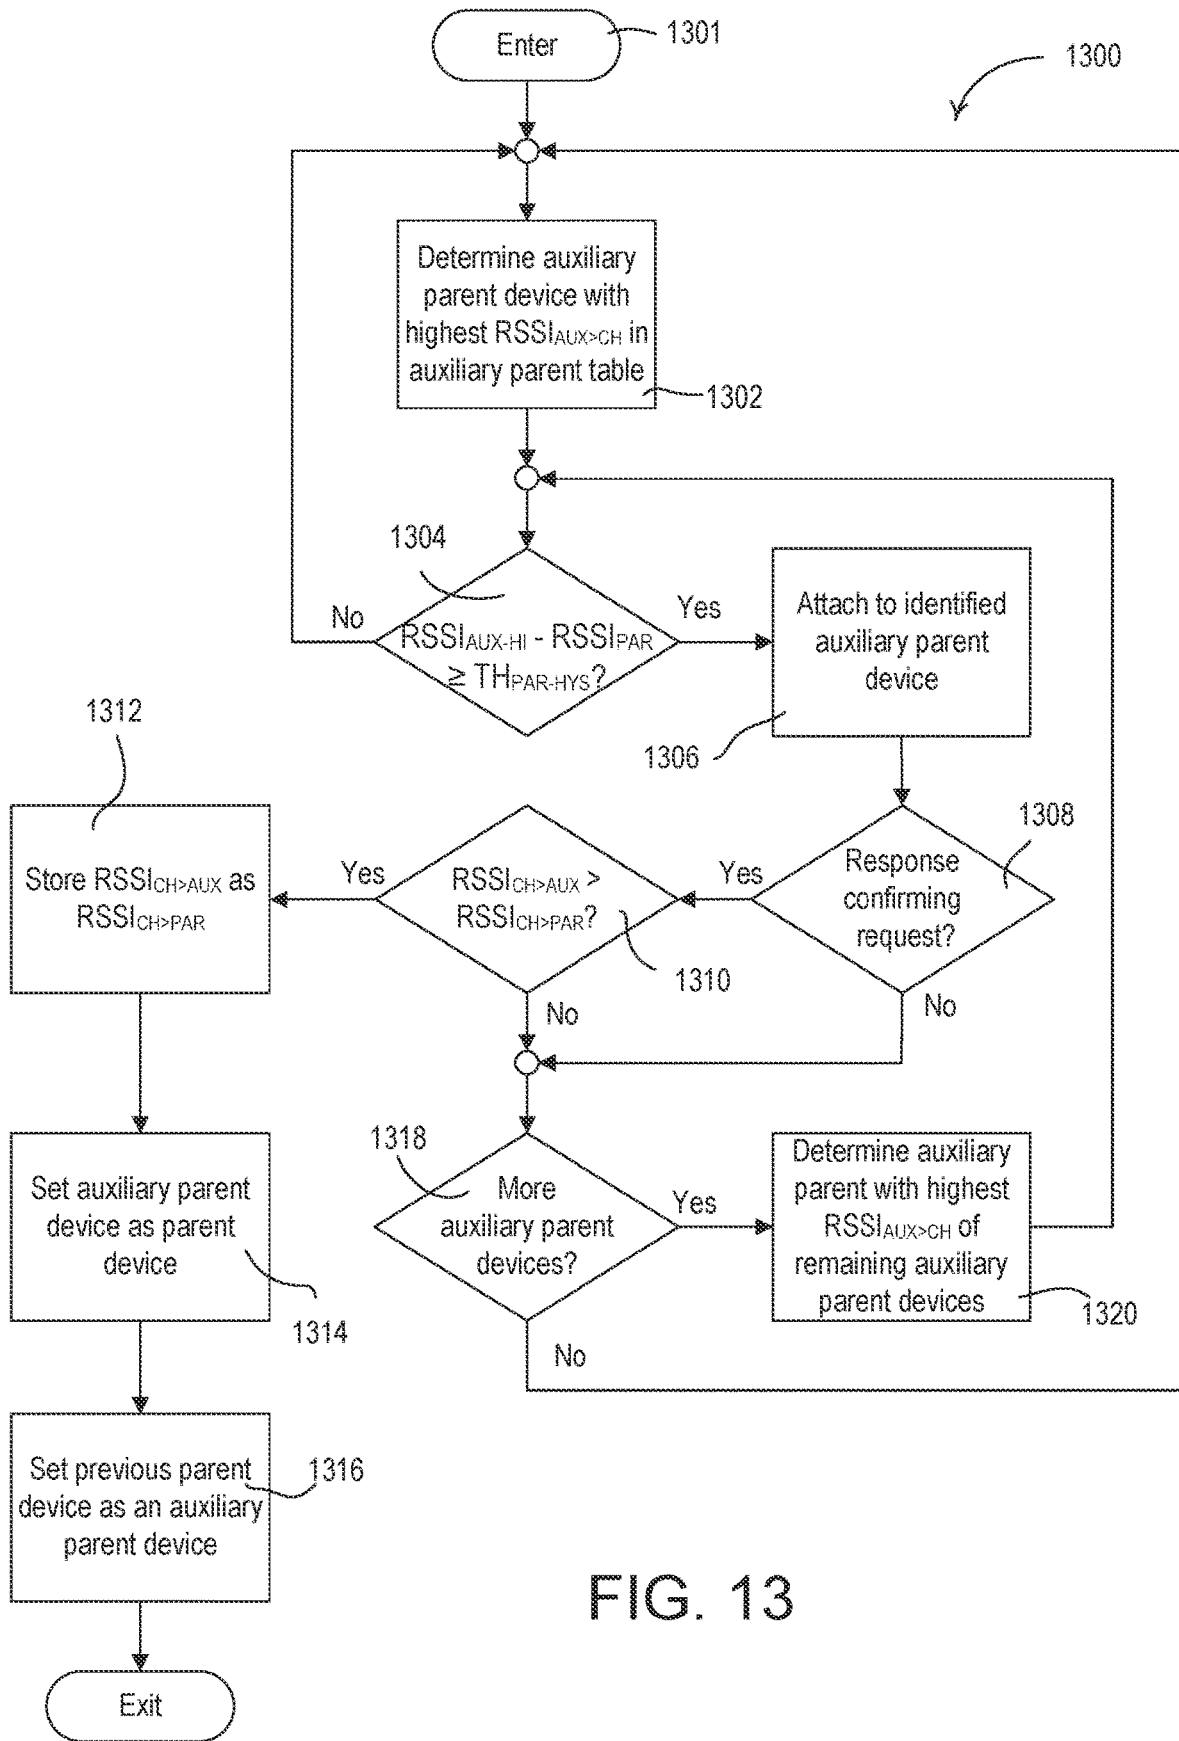 Enter
1301
1300
Determine auxiliary
parent device with
highest RSSIAUX>CH in
auxiliary parent table
1302
1304
No
RSSIAUX-HI - RSSIPAR
≥ THPAR-HYS?
Yes
Attach to identified
auxiliary parent
device
1306
1312
Store RSSICH>AUX as
RSSICH>PAR
Yes
RSSICH>AUX >
RSSICH>PAR?
1310
No
Yes
Response
confirming
request?
1308
No
1318
More
auxiliary parent
devices?
Yes
No
Determine auxiliary
parent with highest
RSSIAUX>CH of
remaining auxiliary
parent devices
1320
Set auxiliary parent
device as parent
device
1314
Set previous parent
device as an auxiliary
parent device
1316
Exit
FIG. 13